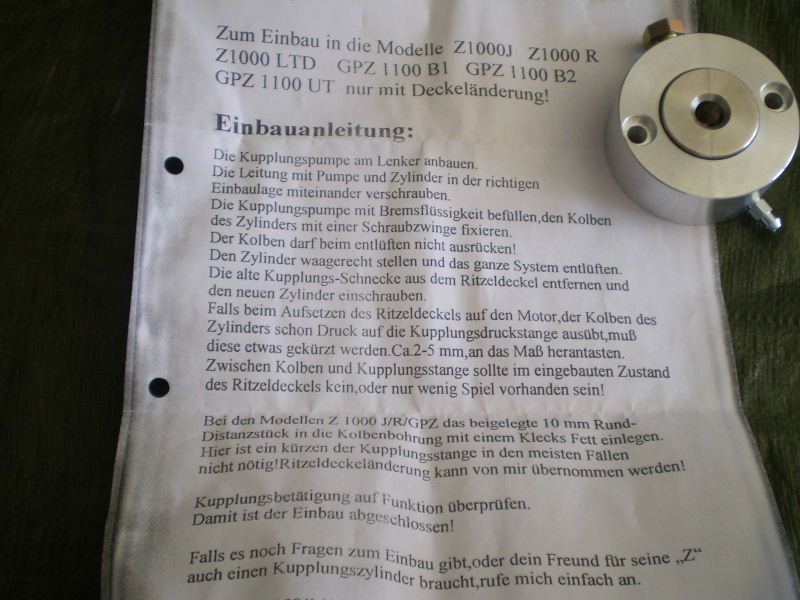 Zum Einbau in die Modelle Z1000J Z1000 R
Z1000 LTD GPZ 1100 B1 GPZ 1100 B2
GPZ 1100 UT nur mit Deckeländerung!
Einbauanleitung:
Die Kupplungspumpe am Lenker anbauen.
Die Leitung mit Pumpe und Zylinder in der richtigen
Einbaulage miteinander verschrauben.
Die Kupplungspumpe mit Bremsflüssigkeit befüllen,den Kolben
des Zylinders mit einer Schraubzwinge fixieren.
Der Kolben darf beim entlüften nicht ausrücken!
Den Zylinder waagerecht stellen und das ganze System entlüften.
Die alte Kupplungs-Schnecke aus dem Ritzeldeckel entfernen und
den neuen Zylinder einschrauben.
Falls beim Aufsetzen des Ritzeldeckels auf den Motor,der Kolben des
Zylinders schon Druck auf die Kupplungsdruckstange ausübt,muß
diese etwas gekürzt werden.Ca.2-5 mm,an das Maß herantasten.
Zwischen Kolben und Kupplungsstange sollte im eingebauten Zustand
des Ritzeldeckels kein,oder nur wenig Spiel vorhanden sein!
Bei den Modellen Z 1000 J/R/GPZ das beigelegte 10 mm Rund-
Distanzstück in die Kolbenbohrung mit einem Klecks Fett einlegen.
Hier ist ein kürzen der Kupplungsstange in den meisten Fällen
nicht nötig!Ritzeldeckeländerung kann von mir übernommen werden!
Kupplungsbetätigung auf Funktion überprüfen.
Damit ist der Einbau abgeschlossen!
Falls es noch Fragen zum Einbau gibt,oder dein Freund für seine „Z“
auch einen Kupplungszylinder braucht,rufe mich einfach an.